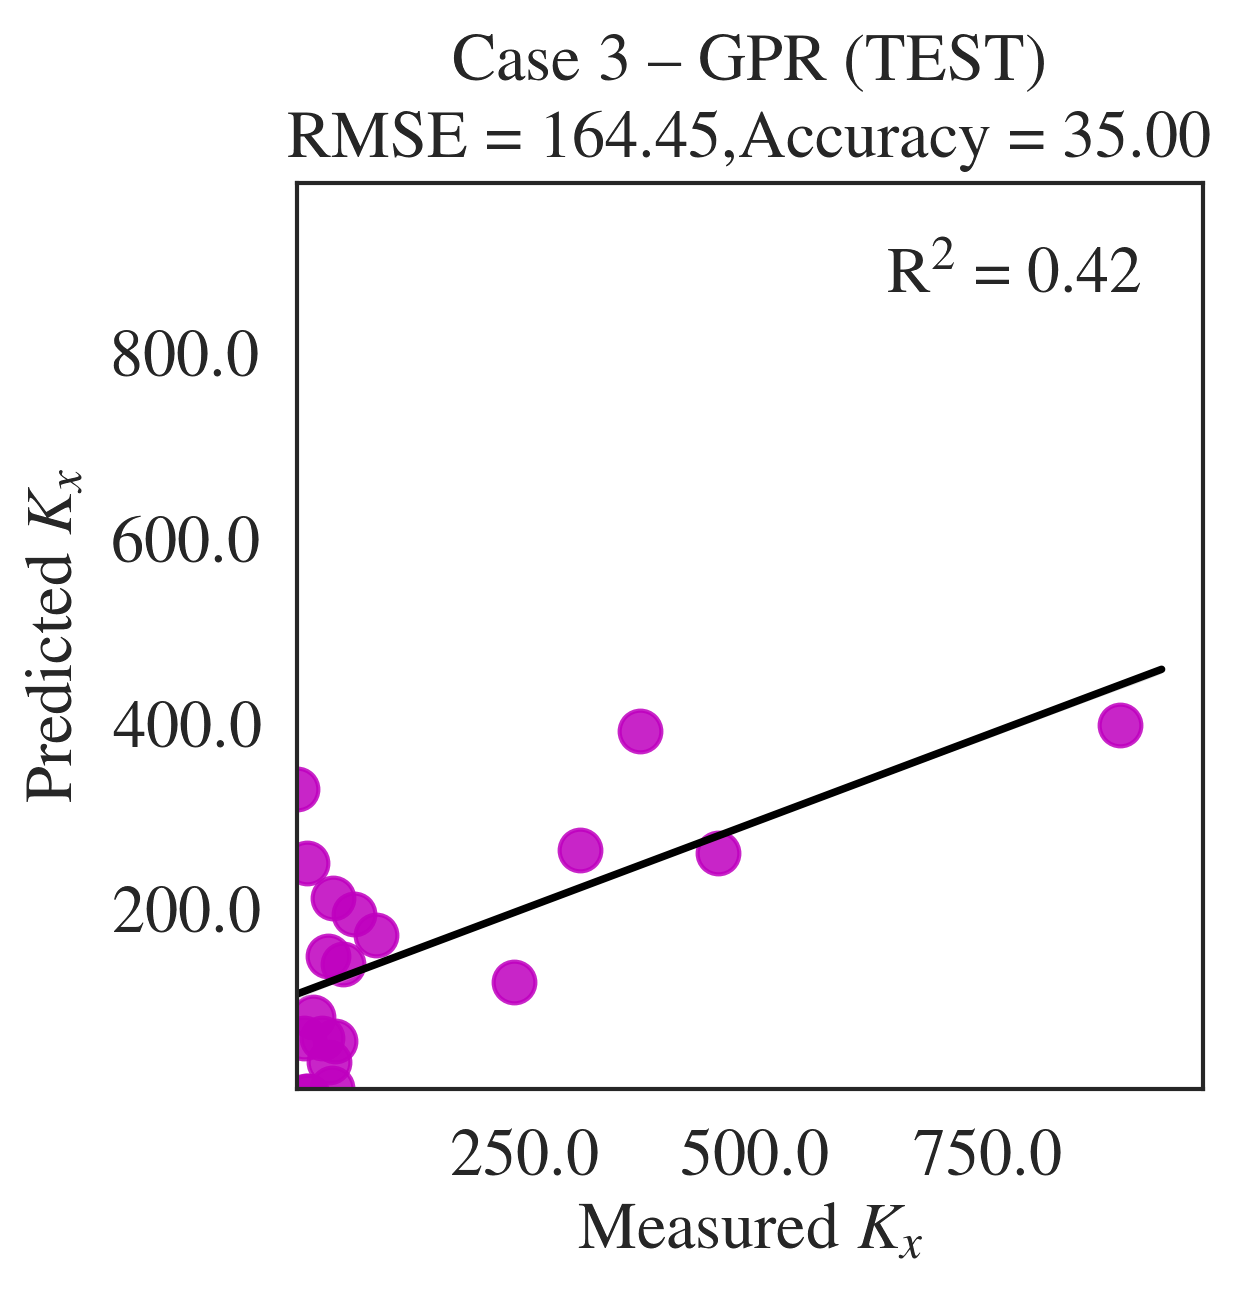 Case 3 – GPR (TEST)
RMSE = 164.45,Accuracy = 35.00
R² = 0.42
800.0
600.0
400.0
200.0
Predicted Kₓ
250.0 500.0 750.0
Measured Kₓ